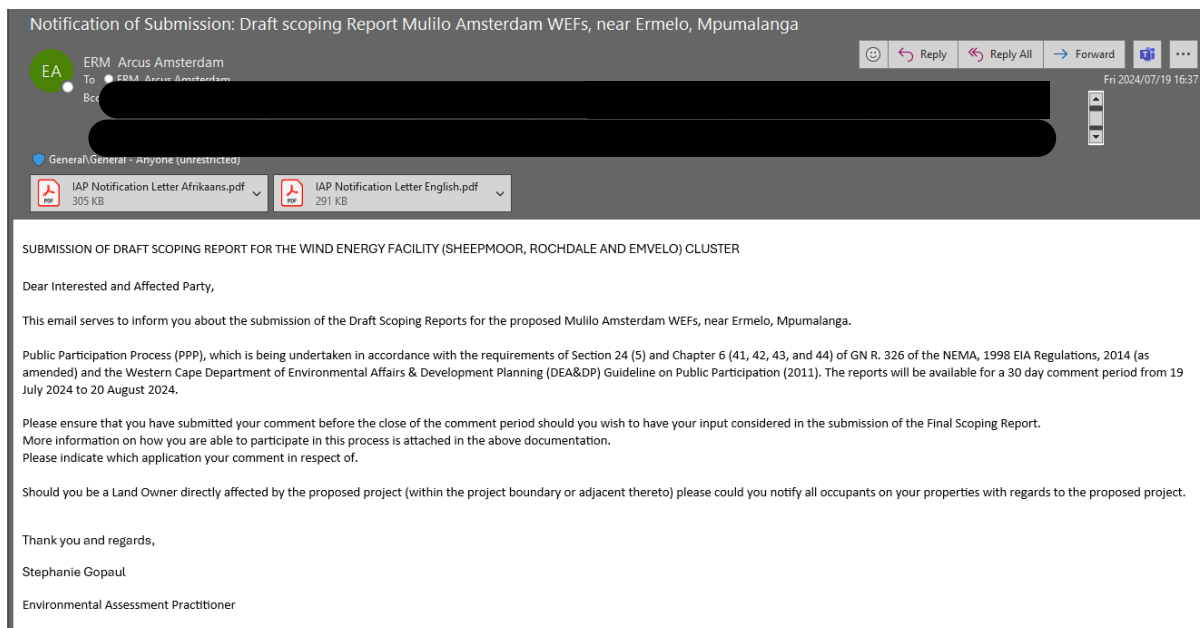 Notification of Submission: Draft scoping Report Mulilo Amsterdam WEFs, near Ermelo, Mpumalanga
EA
ERM Arcus Amsterdam
Reply
Reply All
Forward
To ERM Arcus Amsterdam
Fri 2024/07/19 16:37
Bcc
General\General - Anyone (unrestricted)
IAP Notification Letter Afrikaans.pdf
305 KB
IAP Notification Letter English.pdf
291 KB
SUBMISSION OF DRAFT SCOPING REPORT FOR THE WIND ENERGY FACILITY (SHEEPMOOR, ROCHDALE AND EMVELO) CLUSTER
Dear Interested and Affected Party,
This email serves to inform you about the submission of the Draft Scoping Reports for the proposed Mulilo Amsterdam WEFs, near Ermelo, Mpumalanga.
Public Participation Process (PPP), which is being undertaken in accordance with the requirements of Section 24 (5) and Chapter 6 (41, 42, 43, and 44) of GN R. 326 of the NEMA, 1998 EIA Regulations, 2014 (as
amended) and the Western Cape Department of Environmental Affairs & Development Planning (DEA&DP) Guideline on Public Participation (2011). The reports will be available for a 30 day comment period from 19
July 2024 to 20 August 2024.
Please ensure that you have submitted your comment before the close of the comment period should you wish to have your input considered in the submission of the Final Scoping Report.
More information on how you are able to participate in this process is attached in the above documentation.
Please indicate which application your comment in respect of.
Should you be a Land Owner directly affected by the proposed project (within the project boundary or adjacent thereto) please could you notify all occupants on your properties with regards to the proposed project.
Thank you and regards,
Stephanie Gopaul
Environmental Assessment Practitioner